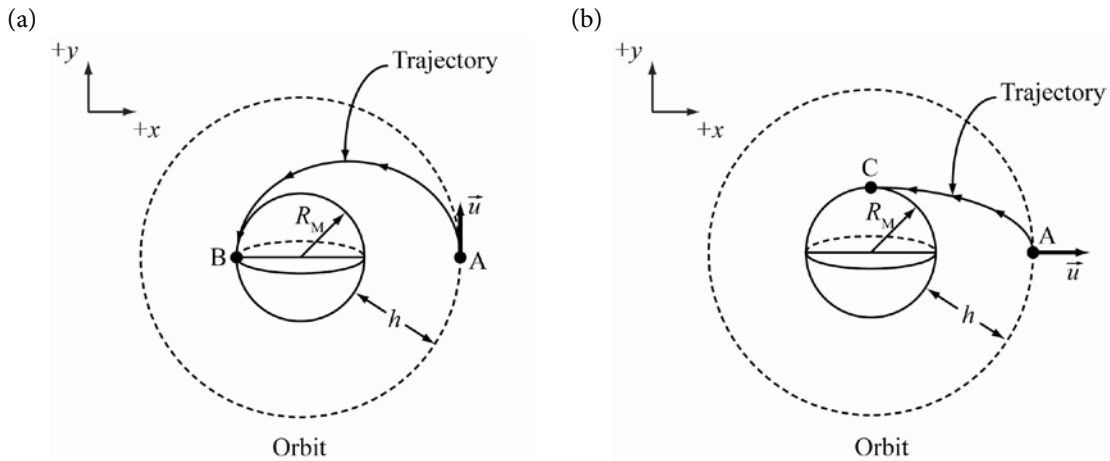 (a)
+y
+x
Trajectory
u⃗
R_M
B
A
h
Orbit
(b)
+y
+x
Trajectory
C
R_M
A
u⃗
h
Orbit